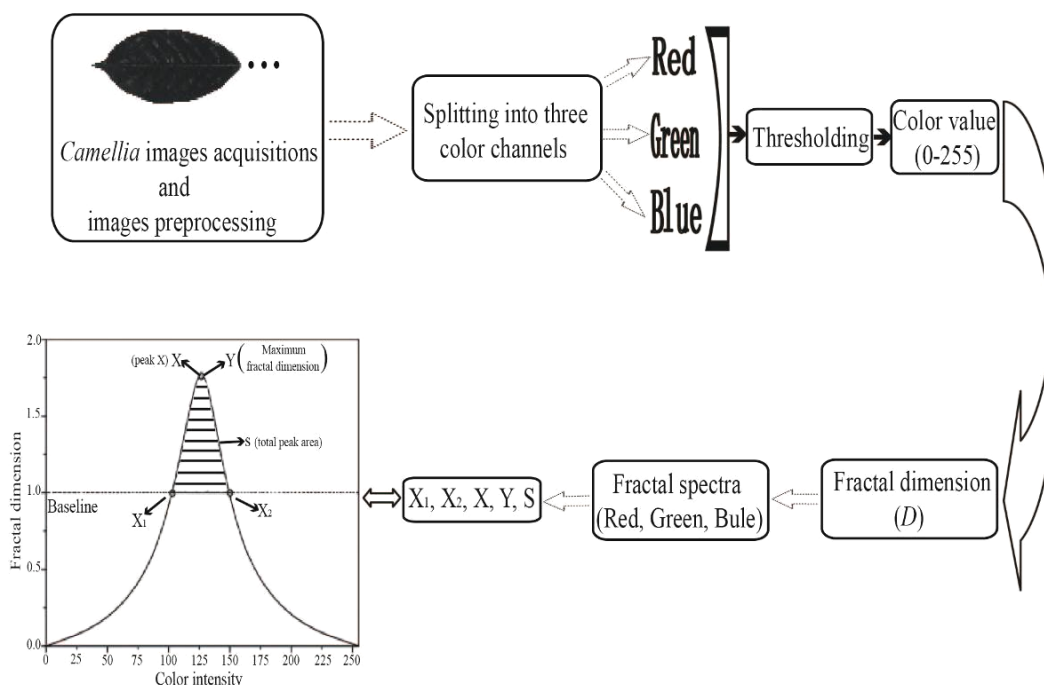 Camellia images acquisitions
and
images preprocessing
Splitting into three
color channels
Red
Green
Blue
Thresholding
Color value
(0-255)
Fractal dimension
(D)
Fractal spectra
(Red, Green, Bule)
X1, X2, X, Y, S
2.0
1.5
1.0
0.5
0.0
Fractal dimension
(peak X) X
Y (Maximum
fractal dimension)
S (total peak area)
Baseline
X1
X2
0 25 50 75 100 125 150 175 200 225 250
Color intensity